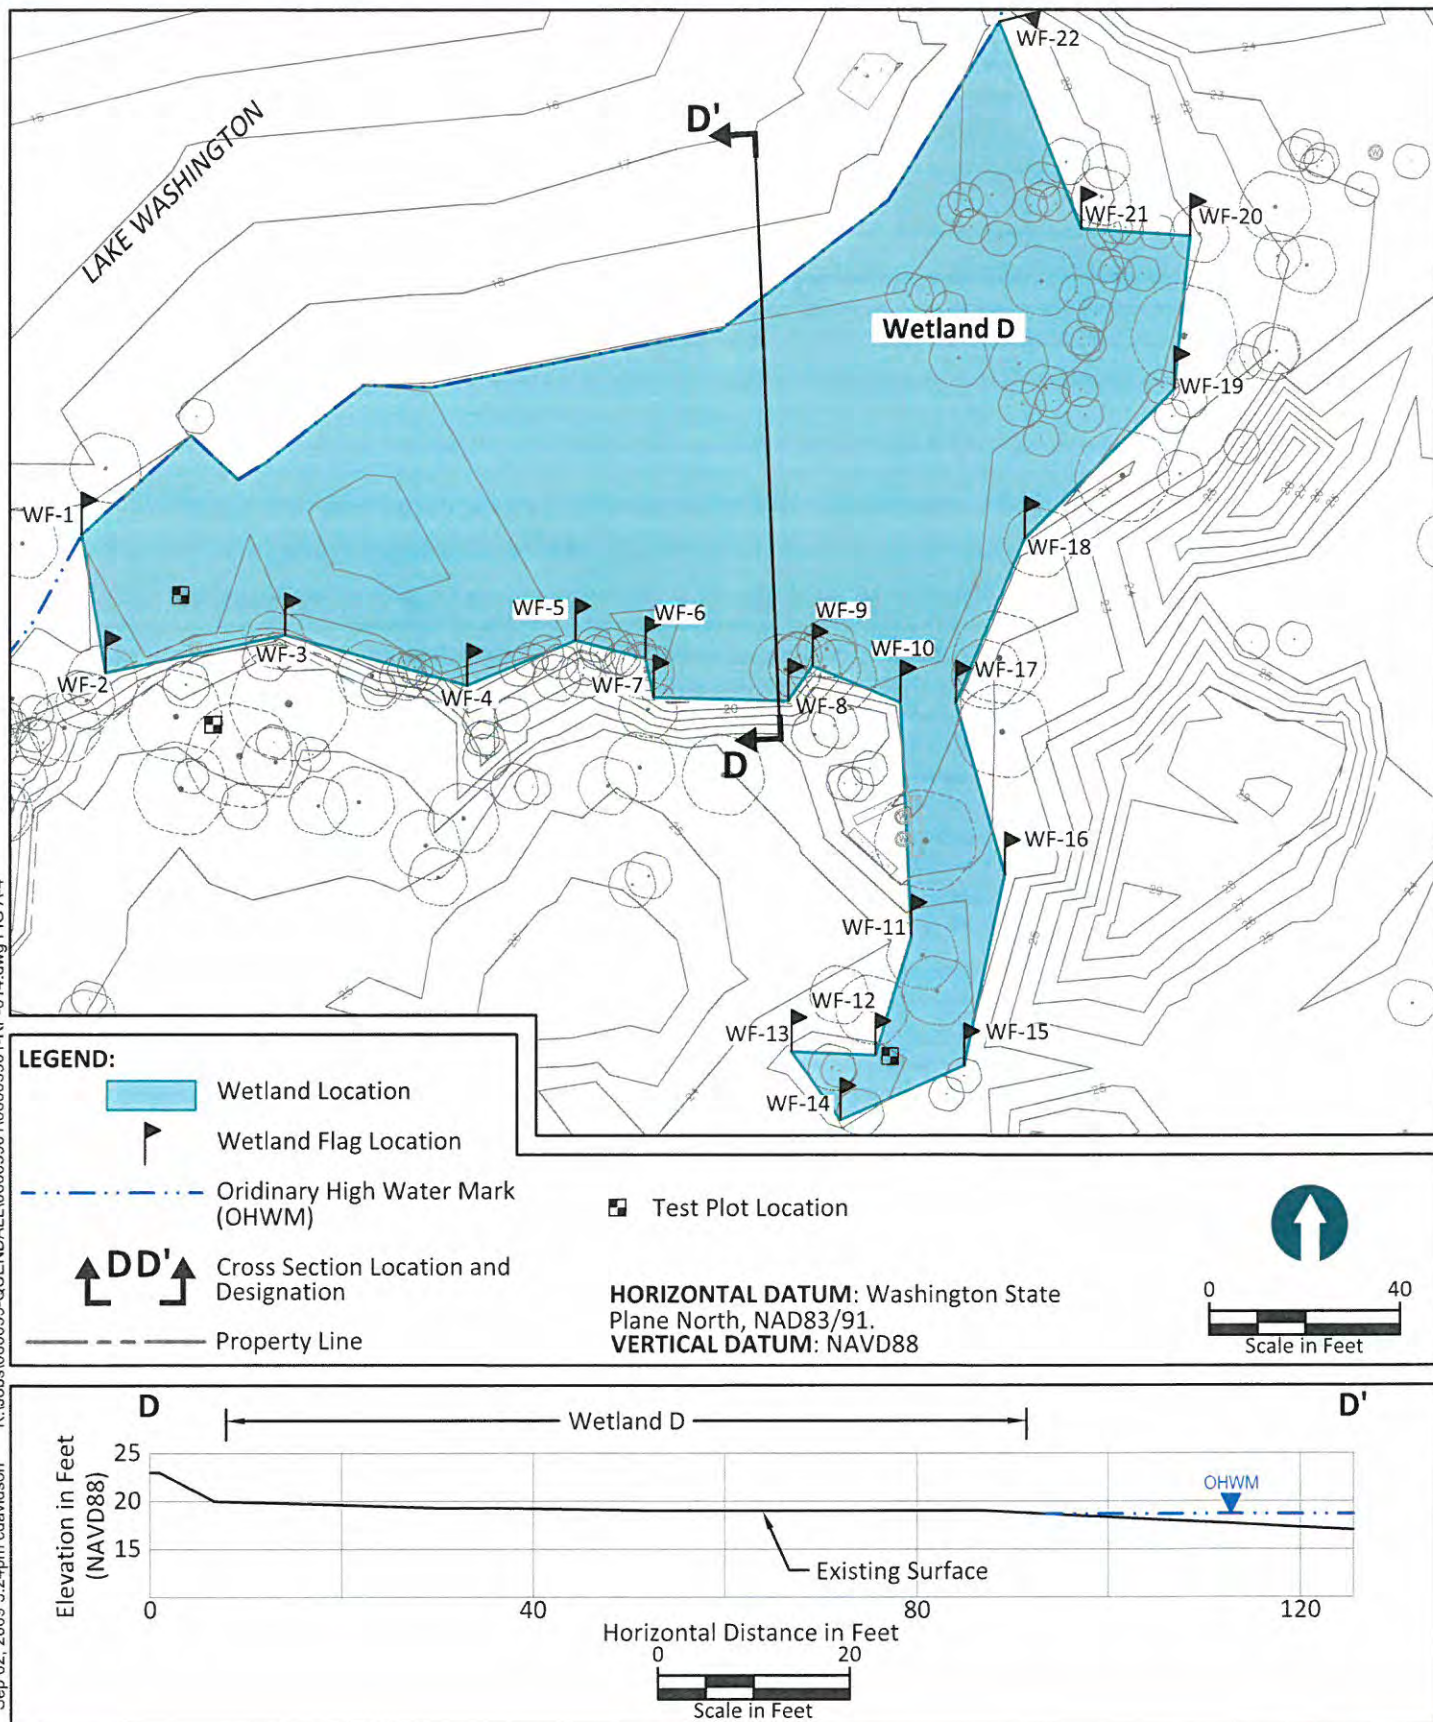 WF-22
D'
LAKE WASHINGTON
WF-21
WF-20
Wetland D
WF-19
WF-1
WF-18
WF-5
WF-6
WF-9
WF-10
WF-3
WF-2
WF-4
WF-7
WF-8
WF-17
D
WF-16
WF-11
WF-12
WF-13
WF-15
WF-14
LEGEND:
Wetland Location
Wetland Flag Location
Oridinary High Water Mark
(OHWM)
Test Plot Location
D D' Cross Section Location and
Designation
Property Line
HORIZONTAL DATUM: Washington State
Plane North, NAD83/91.
VERTICAL DATUM: NAVD88
0 40
Scale in Feet
D D'
Wetland D
Elevation in Feet
(NAVD88)
25
20
15
OHWM
Existing Surface
0 40 80 120
Horizontal Distance in Feet
0 20
Scale in Feet